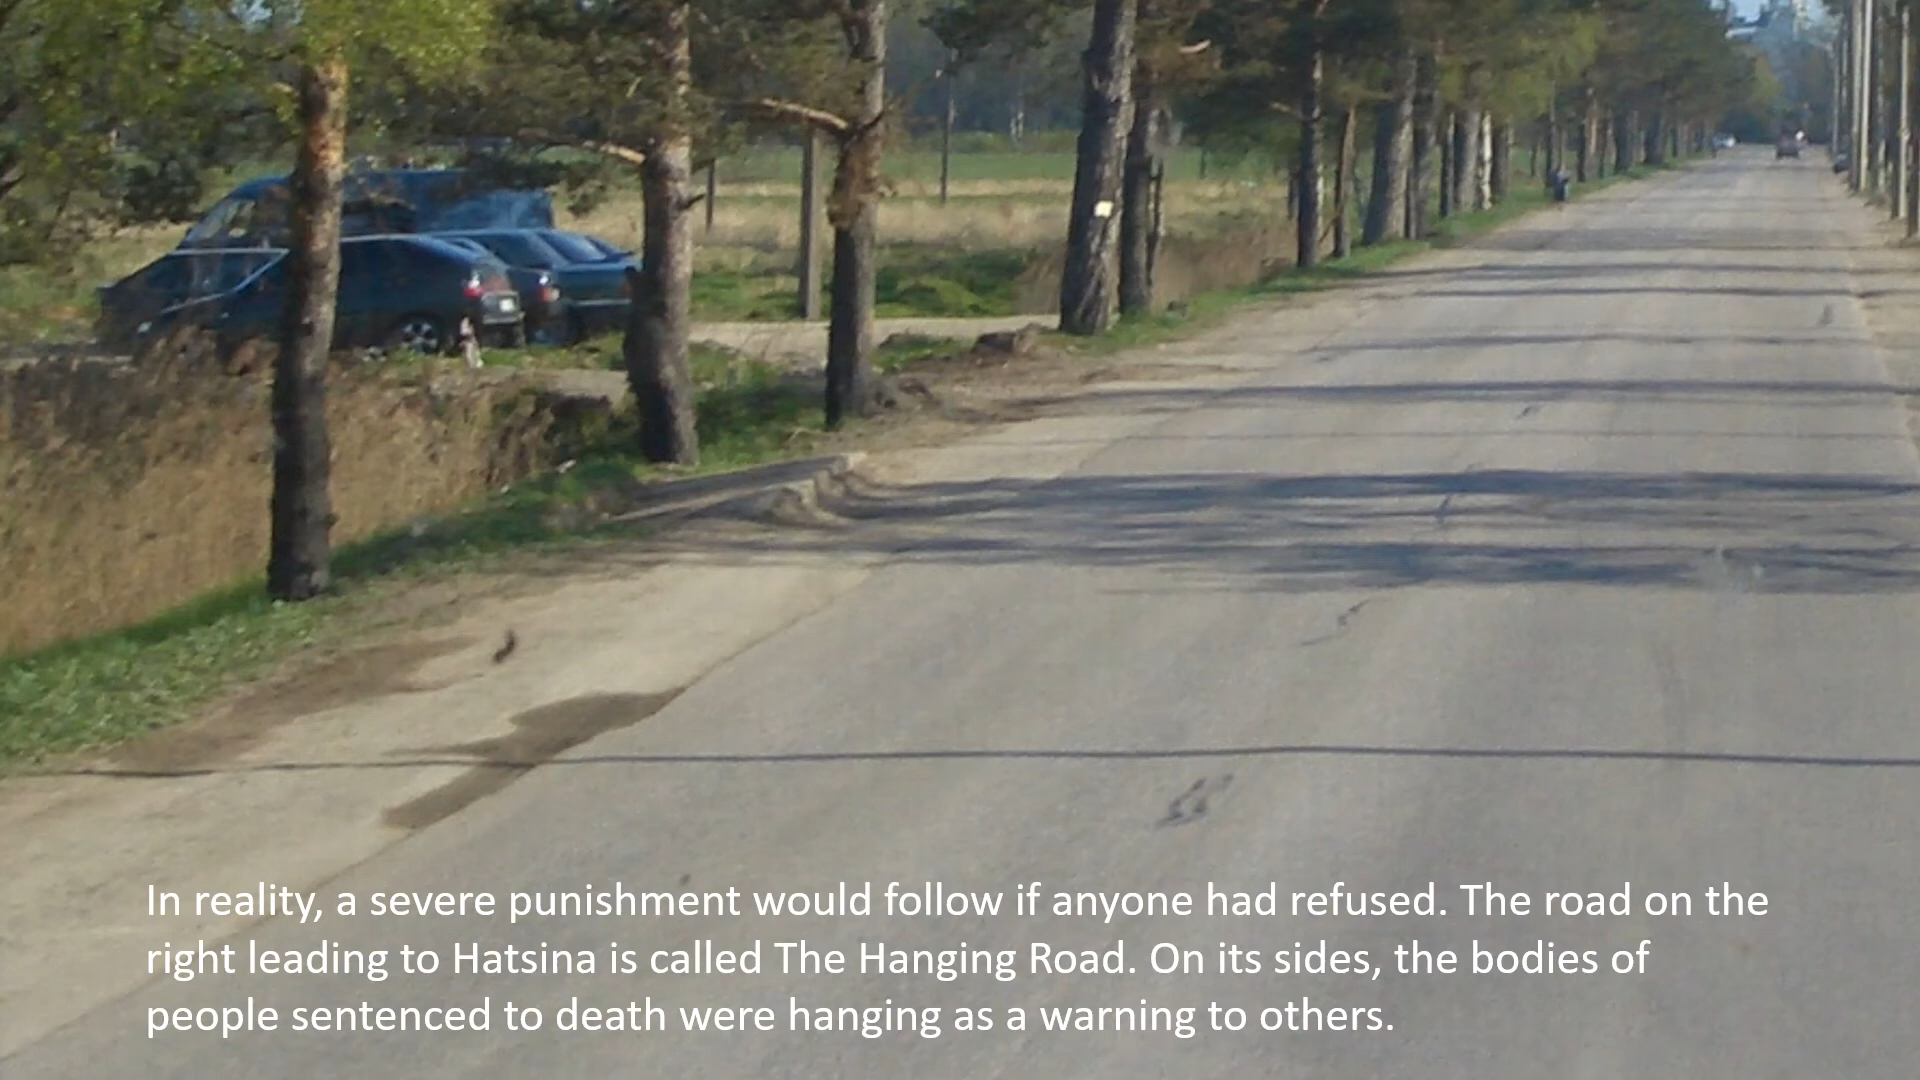 In reality, a severe punishment would follow if anyone had refused. The road on the
right leading to Hatsina is called The Hanging Road. On its sides, the bodies of
people sentenced to death were hanging as a warning to others.